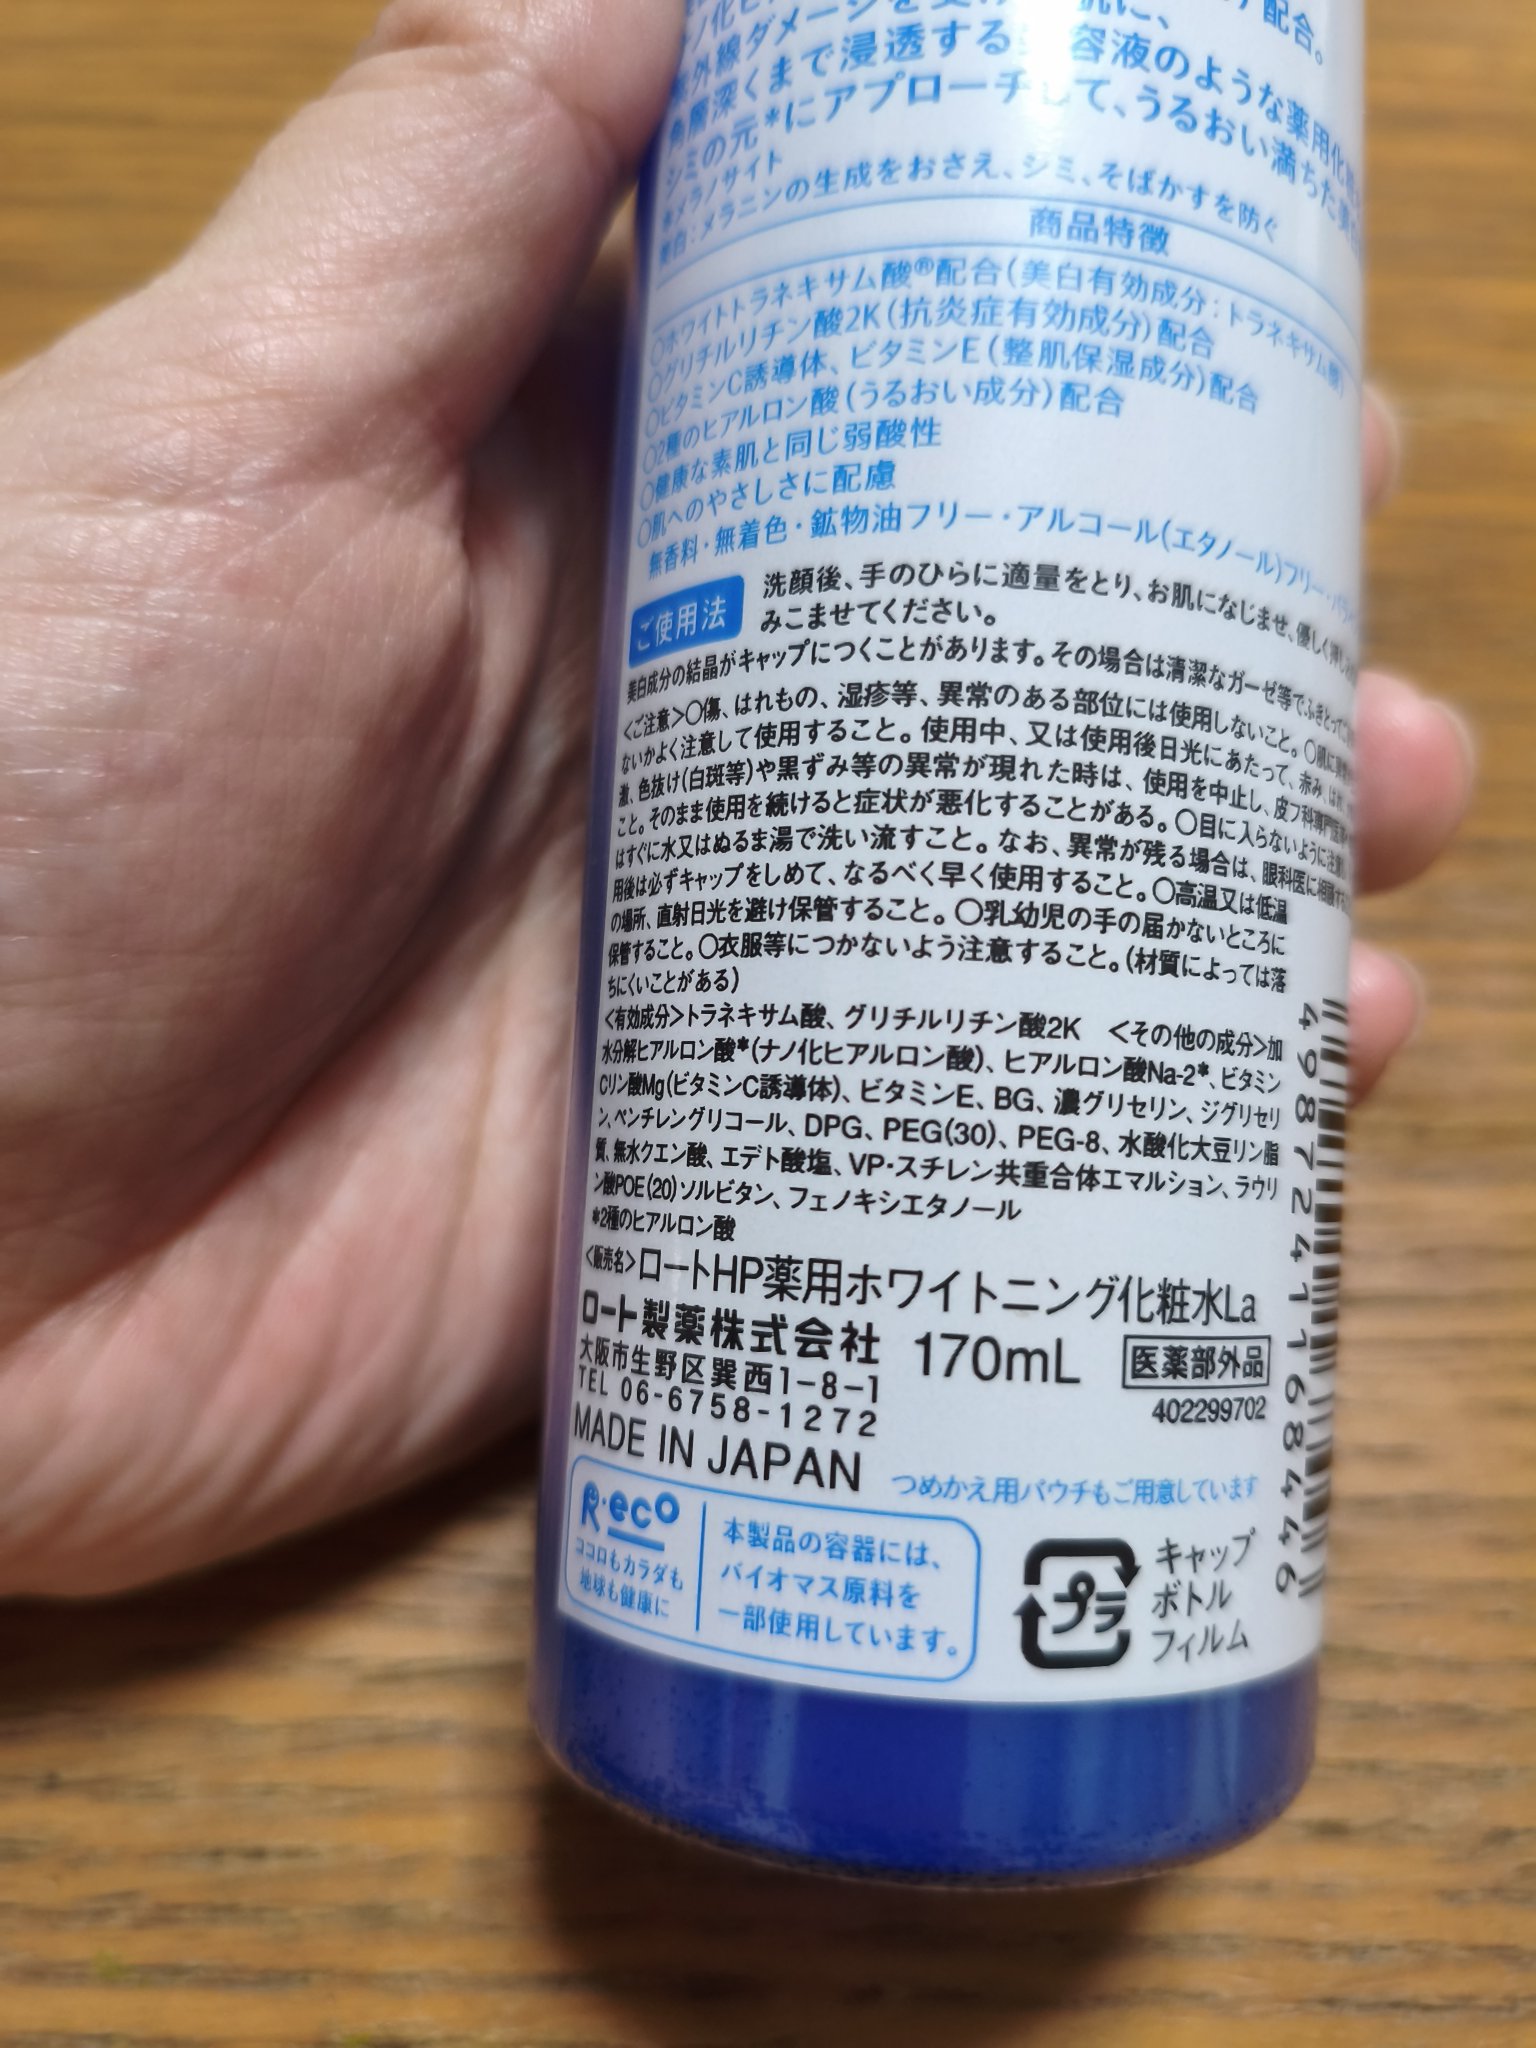 配合。
ノ化ヒ
紫外線ダメージを受け 肌に、
角層深くまで浸透する 容液のような薬用化粧
シミの元*にアプローチして、うるおい満ちた美白
*メラノサイト
美白:メラニンの生成をおさえ、シミ、そばかすを防ぐ
商品特徴
○ホワイトトラネキサム酸®配合(美白有効成分:トラネキサム酸)
○グリチルリチン酸2K(抗炎症有効成分)配合
○ビタミンC誘導体、ビタミンE(整肌保湿成分)配合
○2種のヒアルロン酸(うるおい成分)配合
○健康な素肌と同じ弱酸性
○肌へのやさしさに配慮
無香料・無着色・鉱物油フリー・アルコール(エタノール)フリー・パラベ
ご使用法
洗顔後、手のひらに適量をとり、お肌になじませ、優しく押し
みこませてください。
美白成分の結晶がキャップにつくことがあります。その場合は清潔なガーゼ等でふきとって
<ご注意>○傷、はれもの、湿疹等、異常のある部位には使用しないこと。○肌に異常
ないかよく注意して使用すること。使用中、又は使用後日光にあたって、赤み、はれ、
激、色抜け(白斑等)や黒ずみ等の異常が現れた時は、使用を中止し、皮フ科専門医
こと。そのまま使用を続けると症状が悪化することがある。○目に入らないように注意し
はすぐに水又はぬるま湯で洗い流すこと。なお、異常が残る場合は、眼科医に相談する
用後は必ずキャップをしめて、なるべく早く使用すること。○高温又は低温
の場所、直射日光を避け保管すること。○乳幼児の手の届かないところに
保管すること。○衣服等につかないよう注意すること。(材質によっては落
ちにくいことがある)
<有効成分>トラネキサム酸、グリチルリチン酸2K <その他の成分>加
水分解ヒアルロン酸*(ナノ化ヒアルロン酸)、ヒアルロン酸Na-2*、ビタミン
Cリン酸Mg(ビタミンC誘導体)、ビタミンE、BG、濃グリセリン、ジグリセリ
ン、ペンチレングリコール、DPG、PEG(30)、PEG-8、水酸化大豆リン脂
質、無水クエン酸、エデト酸塩、VP・スチレン共重合体エマルション、ラウリ
ン酸POE(20)ソルビタン、フェノキシエタノール
*2種のヒアルロン酸
<販売名>ロートHP薬用ホワイトニング化粧水La
ロート製薬株式会社 170mL 医薬部外品
大阪市生野区巽西1-8-1
TEL 06-6758-1272
402299702
MADE IN JAPAN
つめかえ用パウチもご用意しています
R・eco
ココロもカラダも
地球も健康に
本製品の容器には、
バイオマス原料を
一部使用しています。
プラ
キャップ
ボトル
フィルム
4987241168446